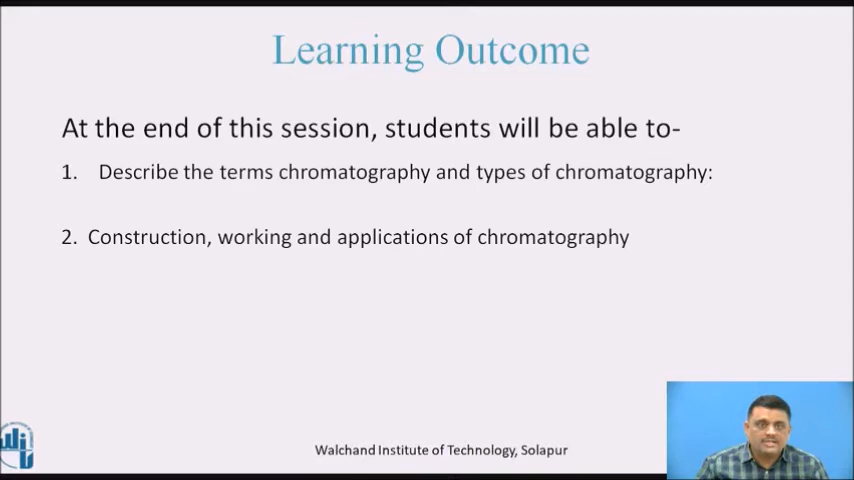 Learning Outcome
At the end of this session, students will be able to-
1. Describe the terms chromatography and types of chromatography:
2. Construction, working and applications of chromatography
Walchand Institute of Technology, Solapur